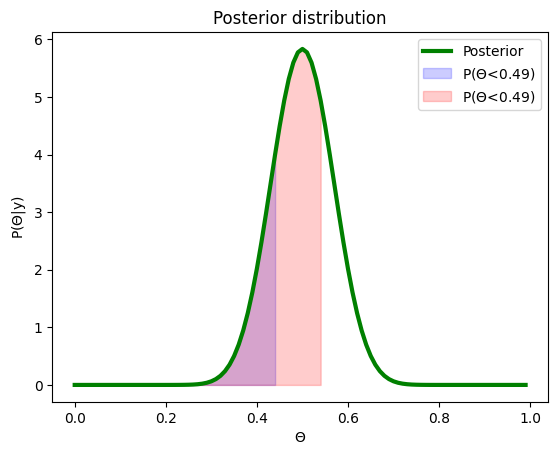 Posterior distribution
Posterior
P(Θ<0.49)
P(Θ<0.49)
P(Θ|y)
6
5
4
3
2
1
0
0.0 0.2 0.4 0.6 0.8 1.0
Θ